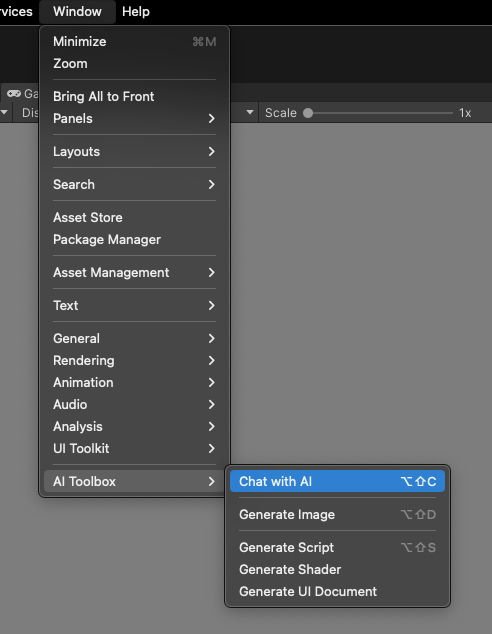 rvices Window Help
Minimize ⌘M
Zoom
Bring All to Front
Panels
Layouts
Search
Asset Store
Package Manager
Asset Management
Text
General
Rendering
Animation
Audio
Analysis
UI Toolkit
AI Toolbox
Ga
Dis
Scale 1x
Chat with AI ⌥⇧C
Generate Image ⌥⇧D
Generate Script ⌥⇧S
Generate Shader
Generate UI Document